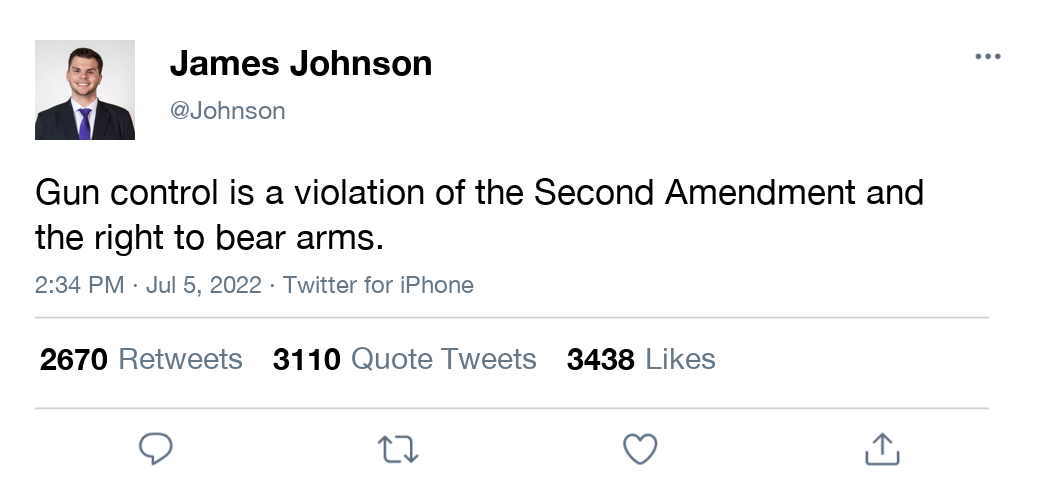 James Johnson
@Johnson
Gun control is a violation of the Second Amendment and
the right to bear arms.
2:34 PM · Jul 5, 2022 · Twitter for iPhone
2670 Retweets 3110 Quote Tweets 3438 Likes